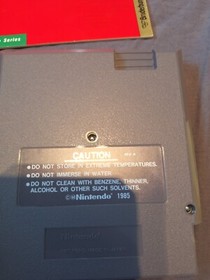 Series
CAUTION
•DO NOT STORE IN EXTREME TEMPERATURES.
•DO NOT IMMERSE IN WATER.
•DO NOT CLEAN WITH BENZENE, THINNER,
ALCOHOL OR OTHER SUCH SOLVENTS.
©®Nintendo® 1985